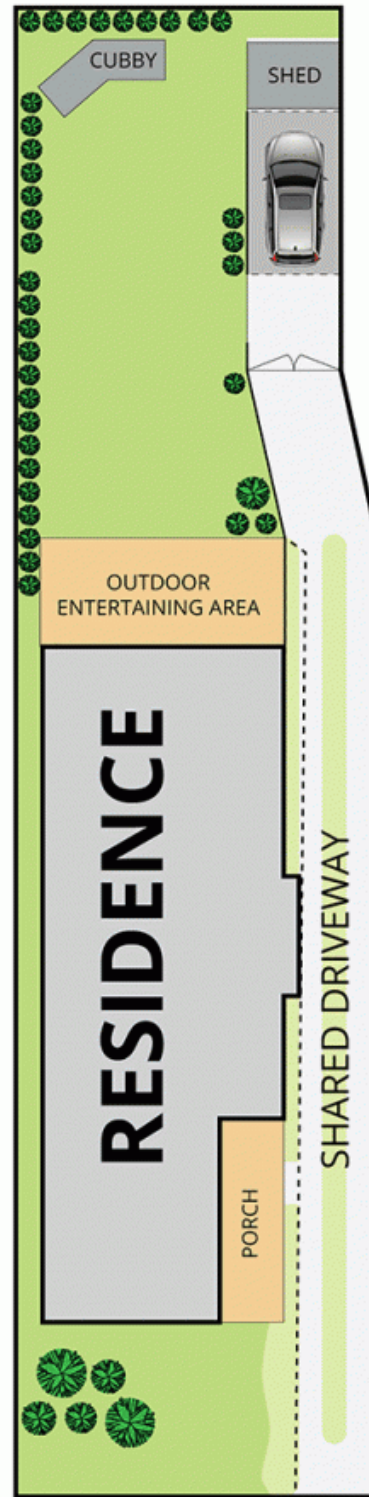 CUBBY
SHED
OUTDOOR
ENTERTAINING AREA
RESIDENCE
SHARED DRIVEWAY
PORCH